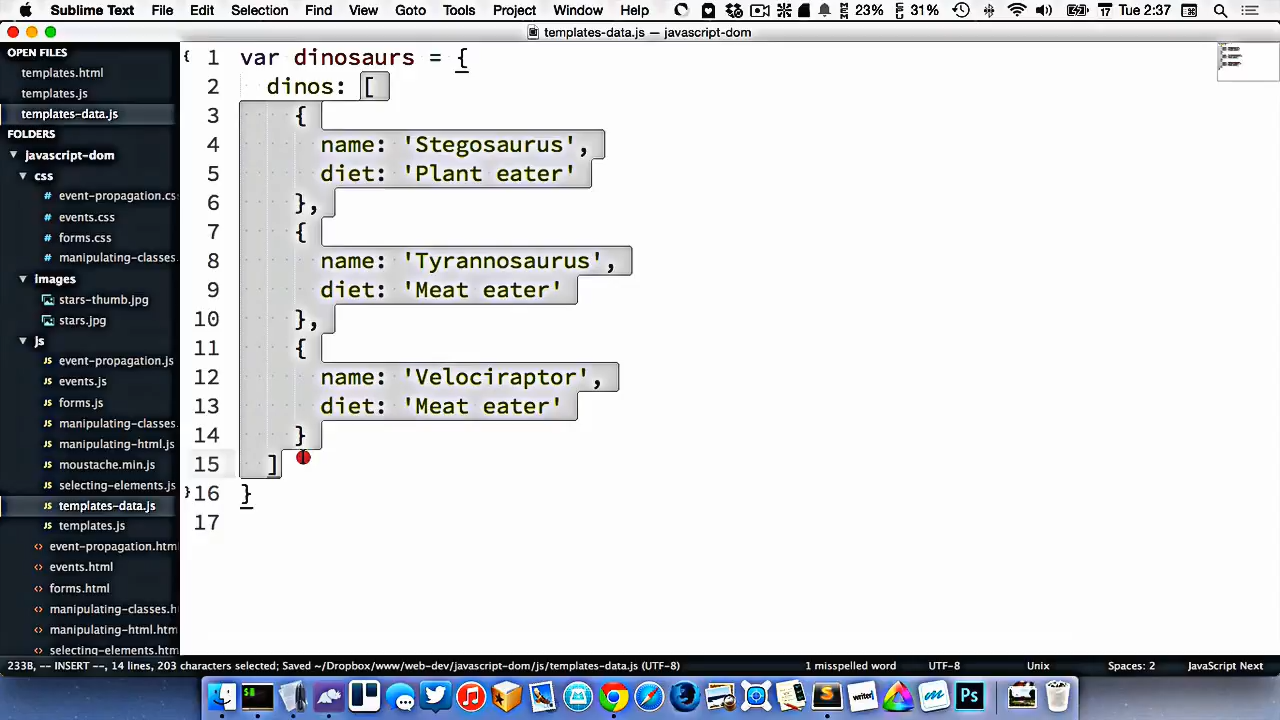 Sublime Text File Edit Selection Find View Goto Tools Project Window Help 23% 31% 17 Tue 2:37
templates-data.js — javascript-dom
OPEN FILES
templates.html
templates.js
templates-data.js
FOLDERS
javascript-dom
css
event-propagation.cs
events.css
forms.css
manipulating-classes.
images
stars-thumb.jpg
stars.jpg
js
event-propagation.js
events.js
forms.js
manipulating-classes.
manipulating-html.js
moustache.min.js
selecting-elements.js
templates-data.js
templates.js
event-propagation.htm
events.html
forms.html
manipulating-classes.h
manipulating-html.htm
selecting-elements.htm
1 var dinosaurs = {
2 dinos: [
3 {
4 name: 'Stegosaurus',
5 diet: 'Plant eater'
6 },
7 {
8 name: 'Tyrannosaurus',
9 diet: 'Meat eater'
10 },
11 {
12 name: 'Velociraptor',
13 diet: 'Meat eater'
14 }
15 ]
16 }
17
233B, -- INSERT --, 14 lines, 203 characters selected; Saved ~/Dropbox/www/web-dev/javascript-dom/js/templates-data.js (UTF-8) 1 misspelled word UTF-8 Unix Spaces: 2 JavaScript Next
Ps